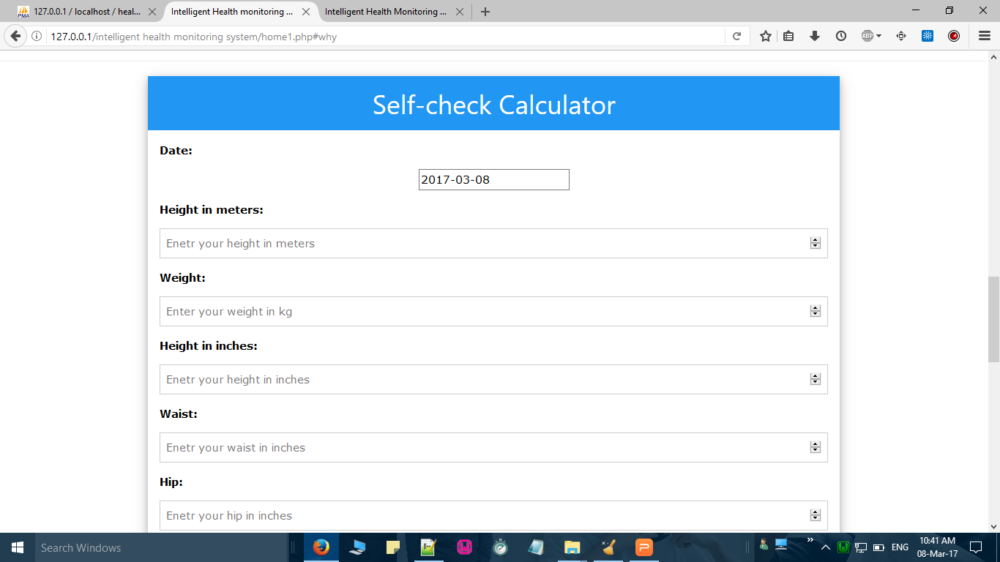 127.0.0.1 / localhost / heal...
Intelligent Health monitoring ...
Intelligent Health Monitoring ...
PMA
127.0.0.1/intelligent health monitoring system/home1.php#why
ABP
Self-check Calculator
Date:
2017-03-08
Height in meters:
Enetr your height in meters
Weight:
Enter your weight in kg
Height in inches:
Enetr your height in inches
Waist:
Enetr your waist in inches
Hip:
Enetr your hip in inches
Search Windows
ENG
10:41 AM
08-Mar-17